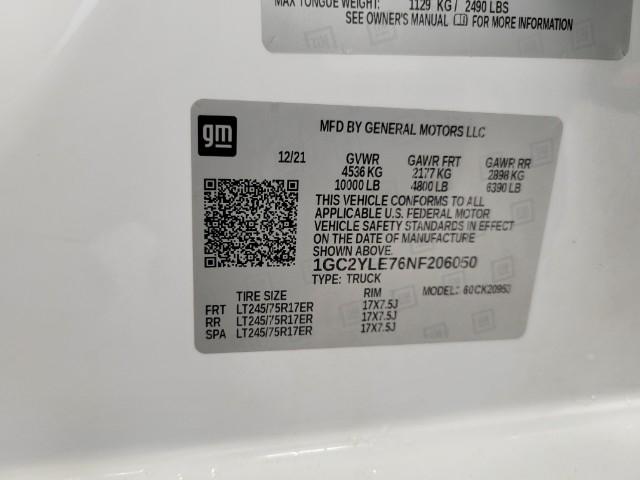 MAX TONGUE WEIGHT: 1129 KG / 2490 LBS
SEE OWNER'S MANUAL FOR MORE INFORMATION
gm
MFD BY GENERAL MOTORS LLC
12/21 GVWR GAWR FRT GAWR RR
4536 KG 2177 KG 2898 KG
10000 LB 4800 LB 6390 LB
THIS VEHICLE CONFORMS TO ALL
APPLICABLE U.S. FEDERAL MOTOR
VEHICLE SAFETY STANDARDS IN EFFECT
ON THE DATE OF MANUFACTURE
SHOWN ABOVE.
1GC2YLE76NF206050
TYPE: TRUCK MODEL: 60CK20953
TIRE SIZE RIM
FRT LT245/75R17ER 17X7.5J
RR LT245/75R17ER 17X7.5J
SPA LT245/75R17ER 17X7.5J